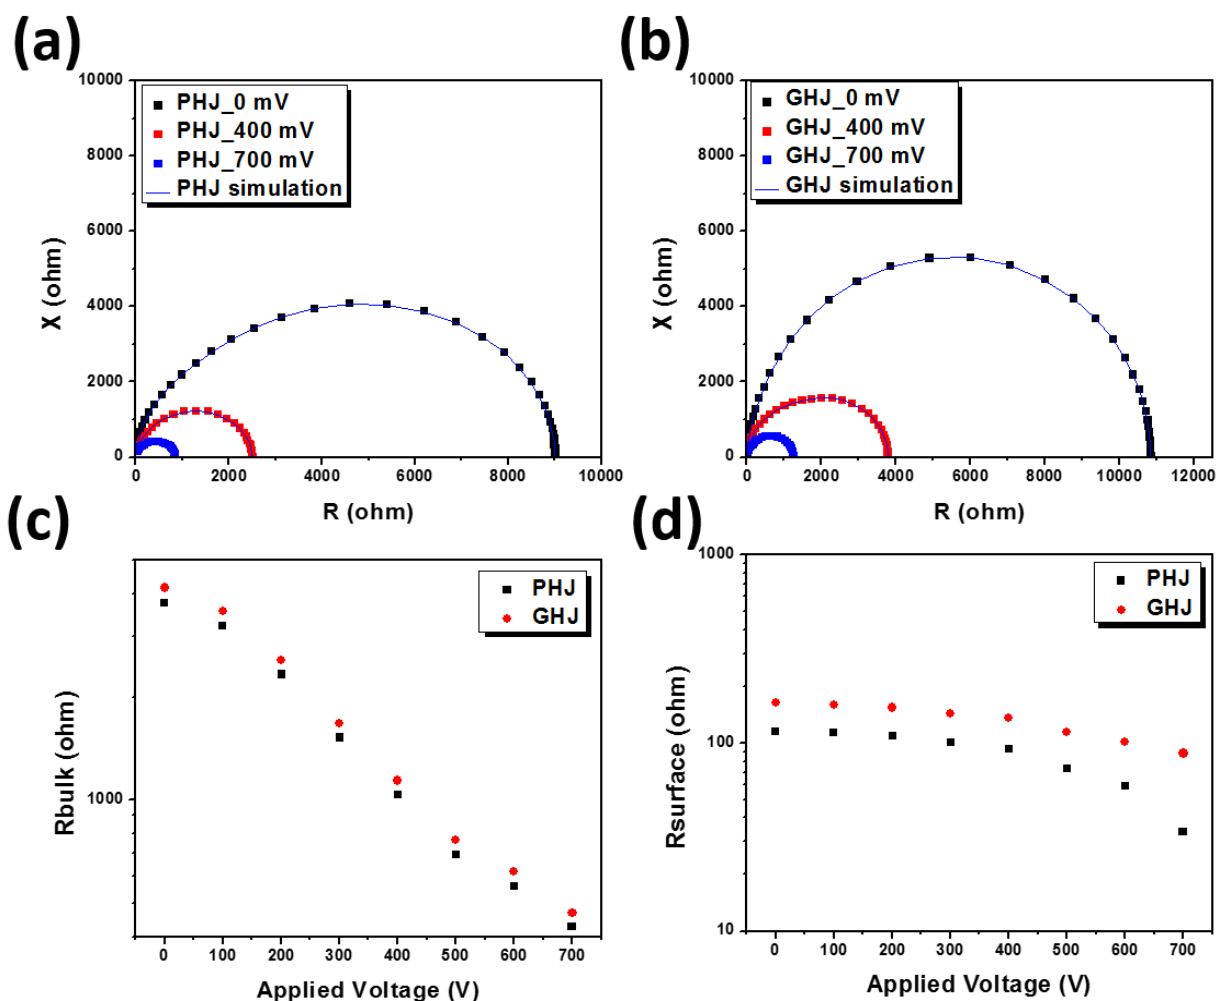 (a)
10000
8000
6000
4000
2000
0
X (ohm)
PHJ_0 mV
PHJ_400 mV
PHJ_700 mV
PHJ simulation
0 2000 4000 6000 8000 10000
R (ohm)
(b)
10000
8000
6000
4000
2000
0
X (ohm)
GHJ_0 mV
GHJ_400 mV
GHJ_700 mV
GHJ simulation
0 2000 4000 6000 8000 10000 12000
R (ohm)
(c)
1000
Rbulk (ohm)
PHJ
GHJ
0 100 200 300 400 500 600 700
Applied Voltage (V)
(d)
1000
100
10
Rsurface (ohm)
PHJ
GHJ
0 100 200 300 400 500 600 700
Applied Voltage (V)